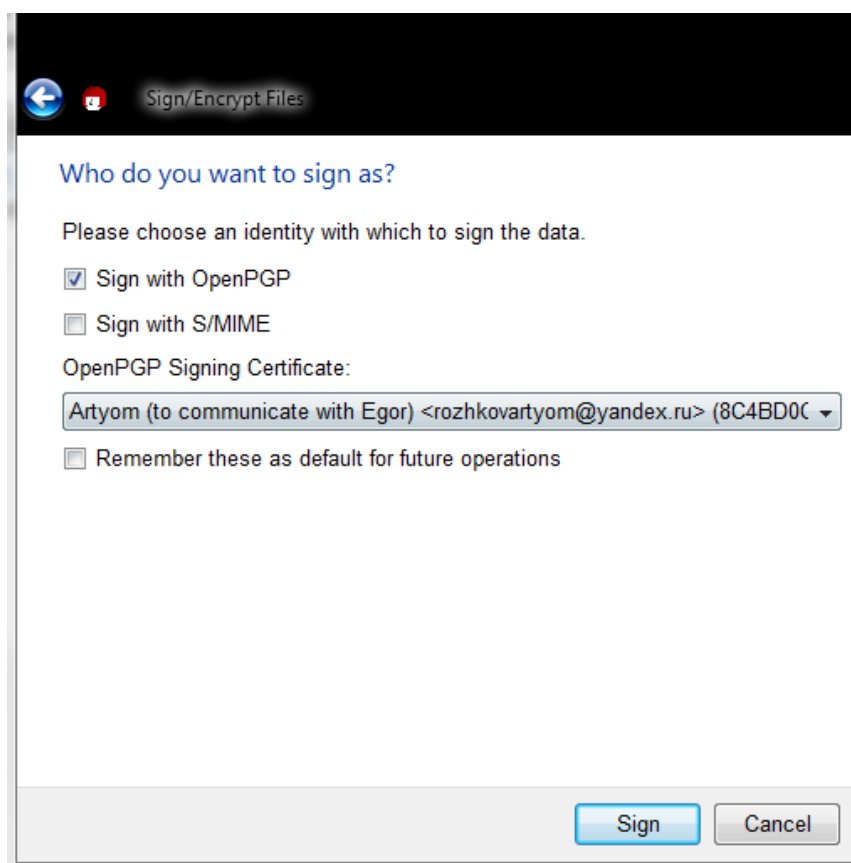 Sign/Encrypt Files
Who do you want to sign as?
Please choose an identity with which to sign the data.
Sign with OpenPGP
Sign with S/MIME
OpenPGP Signing Certificate:
Artyom (to communicate with Egor) <rozhkovartyom@yandex.ru> (8C4BD0
Remember these as default for future operations
Sign Cancel